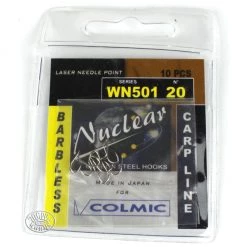 LASER NEEDLE POINT
10 PCS
SERIES N°
WN501 20
BARBLESS
Nuclear
STEEL HOOKS
MADE IN JAPAN
FOR
COLMIC
CARP LINE